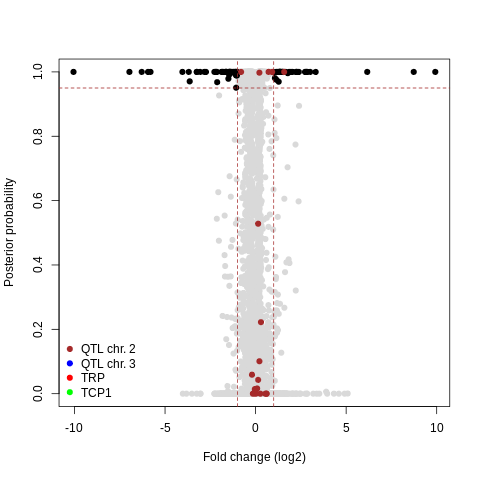 1.0
0.8
0.6
0.4
0.2
0.0
Posterior probability
QTL chr. 2
QTL chr. 3
TRP
TCP1
-10 -5 0 5 10
Fold change (log2)